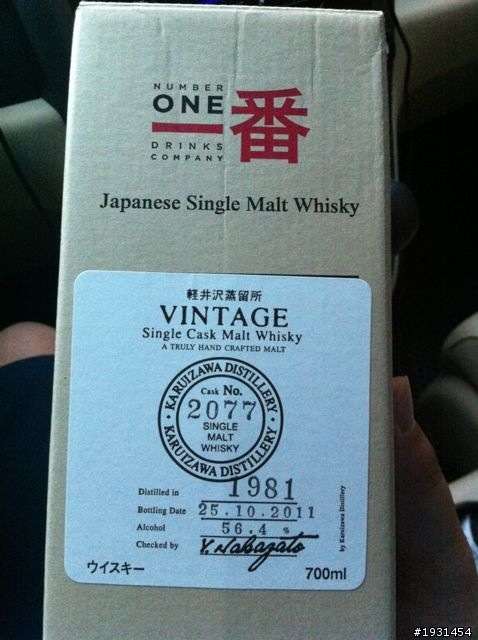 NUMBER
ONE
DRINKS
COMPANY
一番
Japanese Single Malt Whisky
軽井沢蒸留所
VINTAGE
Single Cask Malt Whisky
A TRULY HAND CRAFTED MALT
KARUIZAWA DISTILLERY
Cask No.
2077
SINGLE
MALT
WHISKY
KARUIZAWA DISTILLERY
Distilled in 1981
Bottling Date 25.10.2011
Alcohol 56.4 %
Checked by Y. Nakazato
by Karuizawa Distillery
ウイスキー 700ml
#1931454